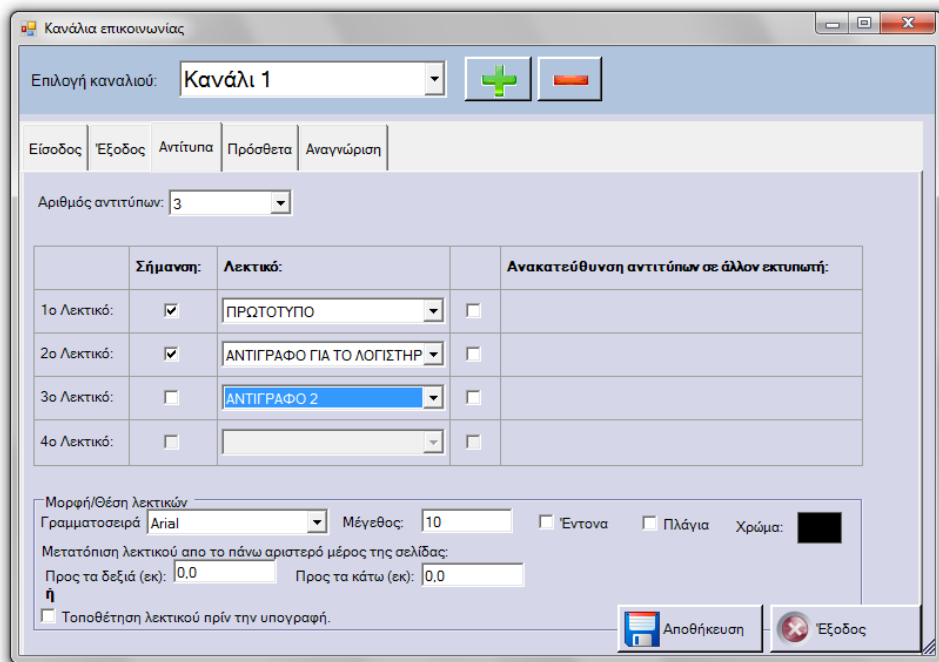 Κανάλια επικοινωνίας
Επιλογή καναλιού: Κανάλι 1
Είσοδος Έξοδος Αντίτυπα Πρόσθετα Αναγνώριση
Αριθμός αντιτύπων: 3
Σήμανση: Λεκτικό: Ανακατεύθυνση αντιτύπων σε άλλον εκτυπωτή:
1ο Λεκτικό: ΠΡΩΤΟΤΥΠΟ
2ο Λεκτικό: ΑΝΤΙΓΡΑΦΟ ΓΙΑ ΤΟ ΛΟΓΙΣΤΗΡ
3ο Λεκτικό: ΑΝΤΙΓΡΑΦΟ 2
4ο Λεκτικό:
Μορφή/Θέση λεκτικών
Γραμματοσειρά Arial Μέγεθος: 10 Έντονα Πλάγια Χρώμα:
Μετατόπιση λεκτικού απο το πάνω αριστερό μέρος της σελίδας:
Προς τα δεξιά (εκ): 0,0 Προς τα κάτω (εκ): 0,0
ή
Τοποθέτηση λεκτικού πρίν την υπογραφή.
Αποθήκευση Έξοδος